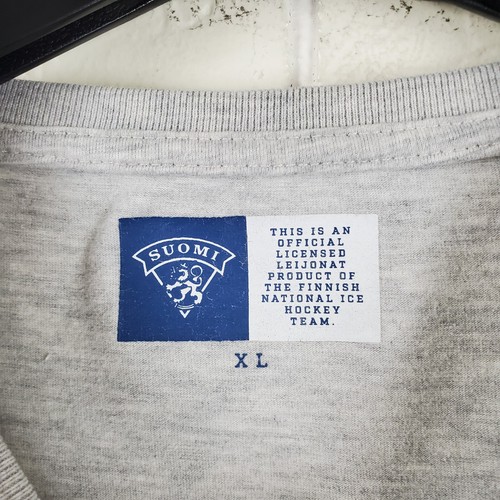 SUOMI
THIS IS AN
OFFICIAL
LICENSED
LEIJONAT
PRODUCT OF
THE FINNISH
NATIONAL ICE
HOCKEY
TEAM.
XL